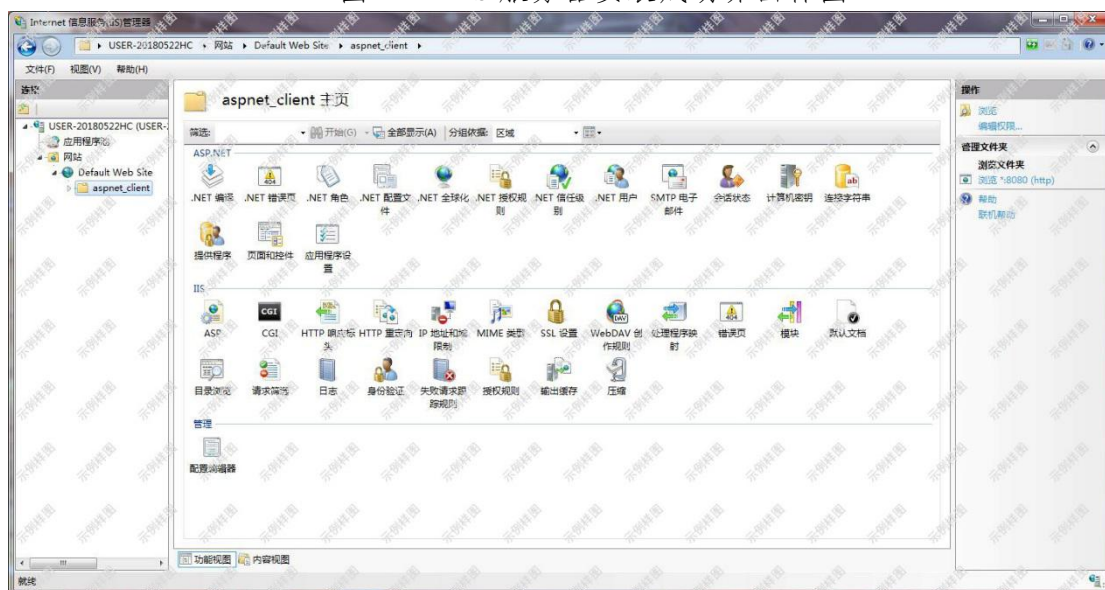 Internet 信息服务(IIS)管理器
USER-20180522HC ▸ 网站 ▸ Default Web Site ▸ aspnet_client ▸
文件(F) 视图(V) 帮助(H)
连接
USER-20180522HC (USER-
应用程序池
网站
Default Web Site
aspnet_client
aspnet_client 主页
筛选: 开始(G) 全部显示(A) 分组依据: 区域
ASP.NET
.NET 编译 .NET 错误页 .NET 角色 .NET 配置文件 .NET 全球化 .NET 授权规则 .NET 信任级别 .NET 用户 SMTP 电子邮件 会话状态 计算机密钥 连接字符串
提供程序 页面和控件 应用程序设置
IIS
ASP CGI HTTP 响应标头 HTTP 重定向 IP 地址和域限制 MIME 类型 SSL 设置 WebDAV 创作规则 处理程序映射 错误页 模块 默认文档
目录浏览 请求筛选 日志 身份验证 失败请求跟踪规则 授权规则 输出缓存 压缩
管理
配置编辑器
功能视图 内容视图
就绪
操作
浏览
编辑权限...
管理文件夹
浏览文件夹
浏览 *:8080 (http)
帮助
联机帮助
示例样图